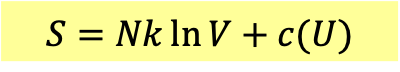 S = Nk ln V + c(U)